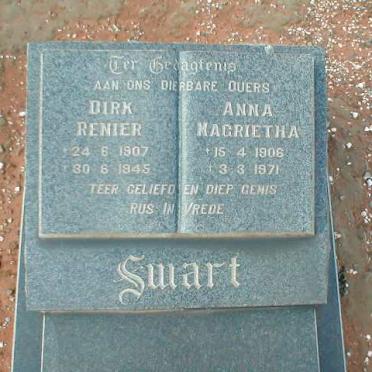 Ter Gedagtenis
AAN ONS DIERBARE OUERS
DIRK
RENIER
*24·6·1907
†30·6·1945
ANNA
MAGRIETHA
*15·4·1906
†3·3·1971
TEER GELIEFD EN DIEP GEMIS
RUS IN VREDE
Swart